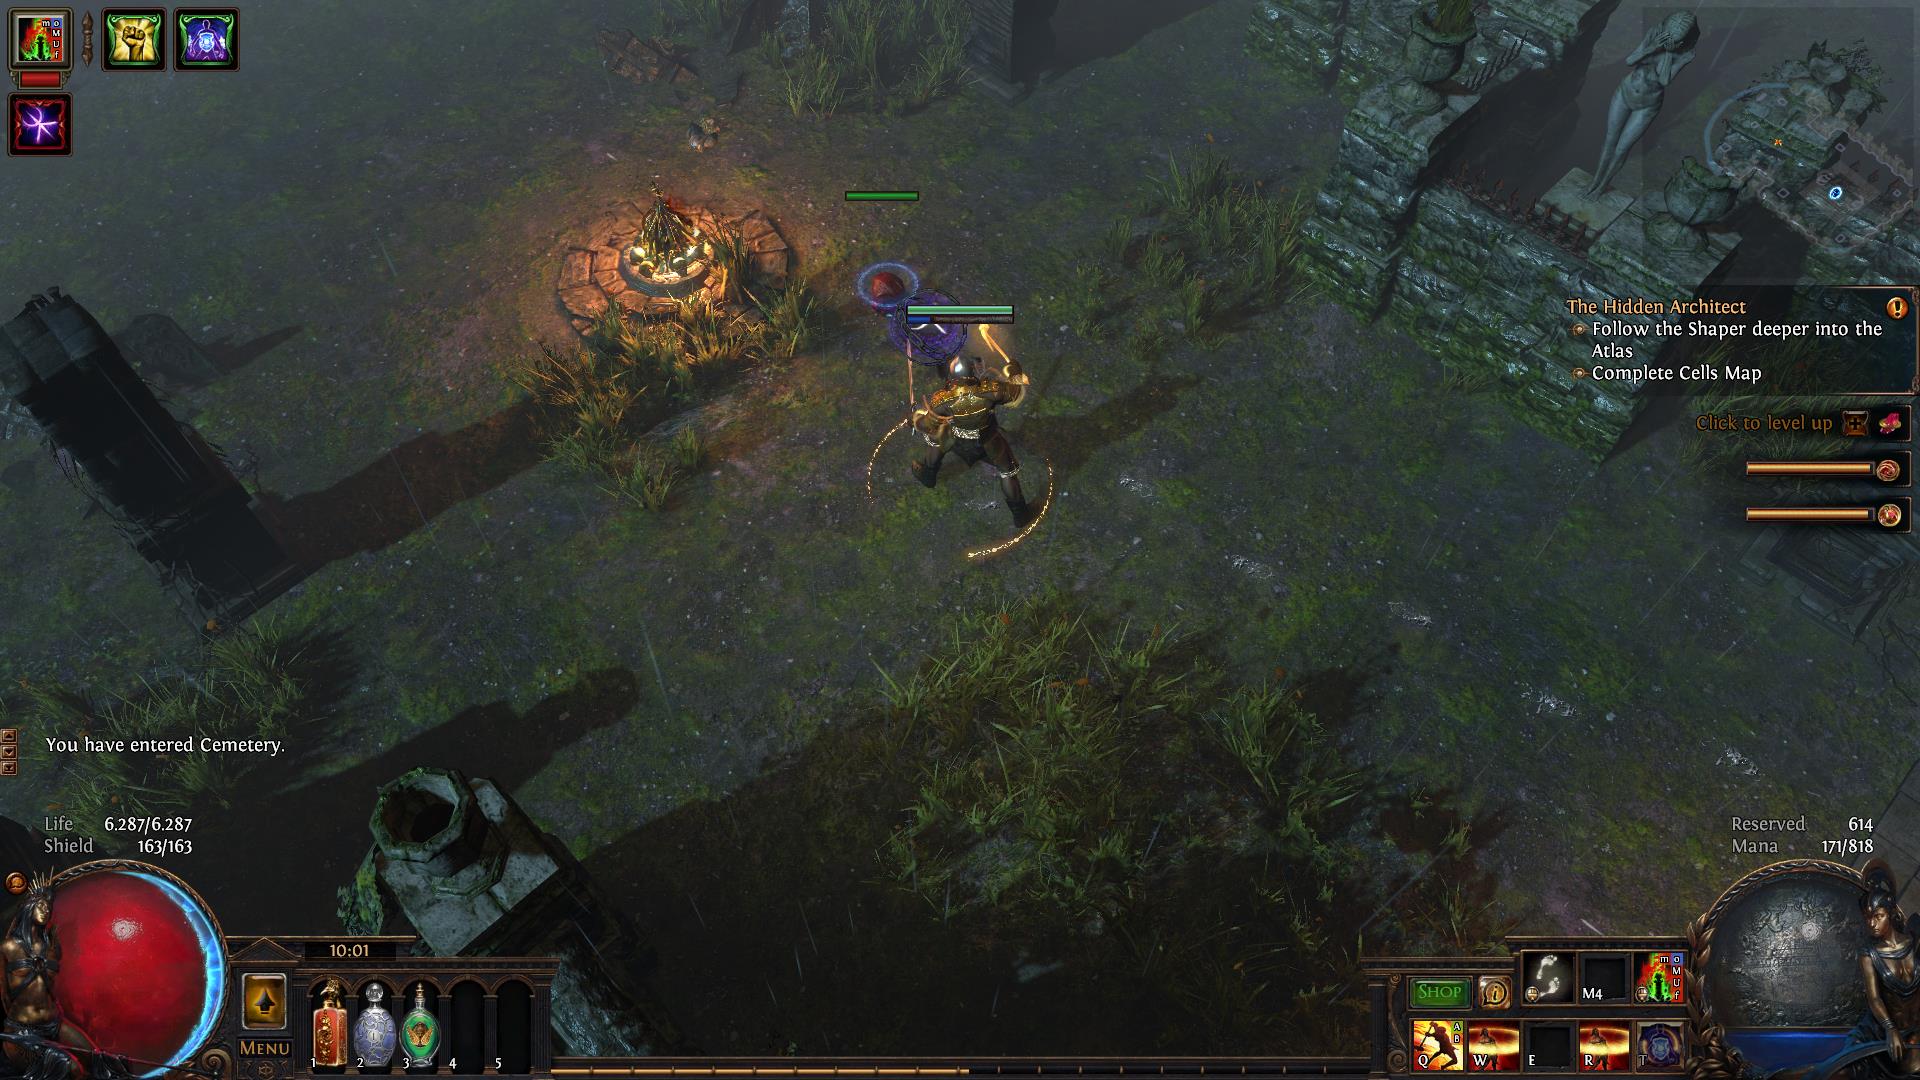 m o
M
U
f
The Hidden Architect
Follow the Shaper deeper into the
Atlas
Complete Cells Map
Click to level up
You have entered Cemetery.
Life 6.287/6.287
Shield 163/163
Reserved 614
Mana 171/818
10:01
MENU
1 2 3 4 5
SHOP
M4
m o
M
U
f
A
B
Q W E R T